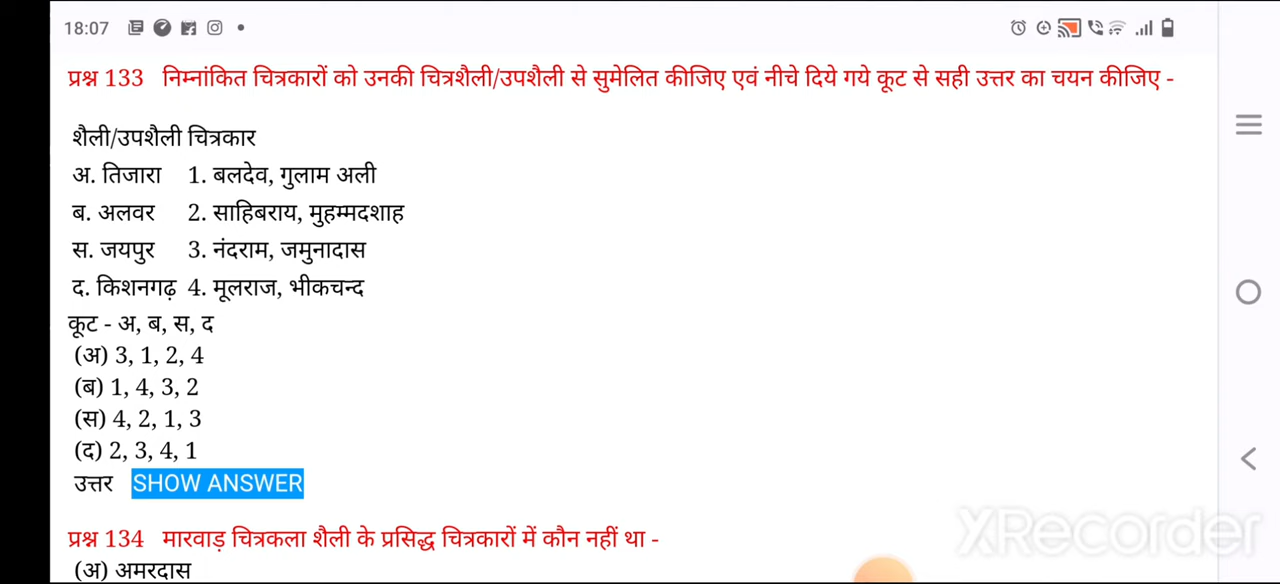 18:07
प्रश्न 133 निम्नांकित चित्रकारों को उनकी चित्रशैली/उपशैली से सुमेलित कीजिए एवं नीचे दिये गये कूट से सही उत्तर का चयन कीजिए -
शैली/उपशैली चित्रकार
अ. तिजारा 1. बलदेव, गुलाम अली
ब. अलवर 2. साहिबराय, मुहम्मदशाह
स. जयपुर 3. नंदराम, जमुनादास
द. किशनगढ़ 4. मूलराज, भीकचन्द
कूट - अ, ब, स, द
(अ) 3, 1, 2, 4
(ब) 1, 4, 3, 2
(स) 4, 2, 1, 3
(द) 2, 3, 4, 1
उत्तर SHOW ANSWER
प्रश्न 134 मारवाड़ चित्रकला शैली के प्रसिद्ध चित्रकारों में कौन नहीं था -
(अ) अमरदास
XRecorder